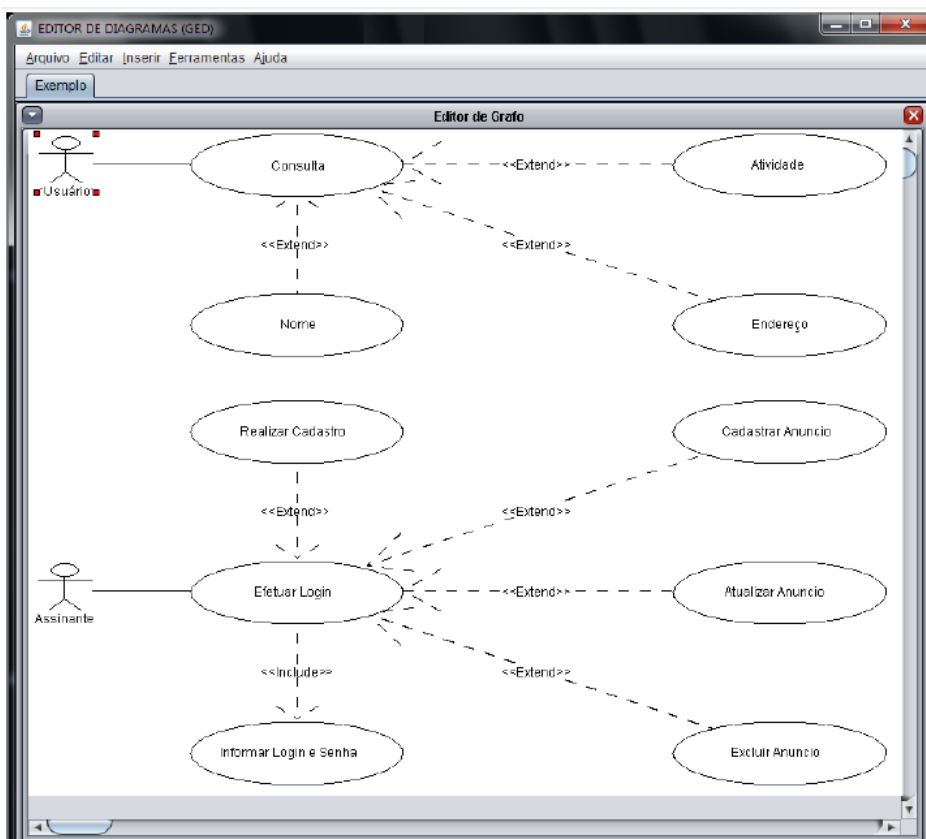 EDITOR DE DIAGRAMAS (GED)
Arquivo Editar Inserir Ferramentas Ajuda
Exemplo
Editor de Grafo
Consulta
<<Extend>>
Atividade
Usuário
<<Extend>>
<<Extend>>
Nome
Endereço
Realizar Cadastro
Cadastrar Anuncio
<<Extend>>
<<Extend>>
Efetuar Login
<<Extend>>
Atualizar Anuncio
Assinante
<<Include>>
<<Extend>>
Informar Login e Senha
Excluir Anuncio